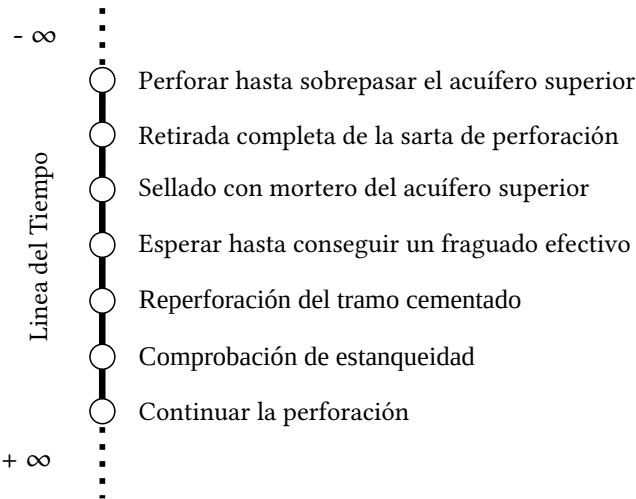 - ∞
Perforar hasta sobrepasar el acuífero superior
Retirada completa de la sarta de perforación
Sellado con mortero del acuífero superior
Esperar hasta conseguir un fraguado efectivo
Reperforación del tramo cementado
Comprobación de estanqueidad
Continuar la perforación
Linea del Tiempo
+ ∞